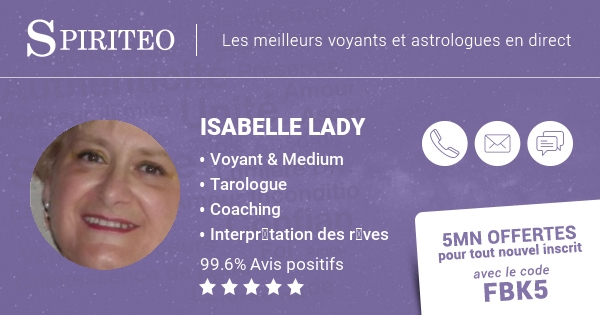 SPIRITEO
Les meilleurs voyants et astrologues en direct
ISABELLE LADY
• Voyant & Medium
• Tarologue
• Coaching
• Interpr▯tation des r▯ves
99.6% Avis positifs
5MN OFFERTES
pour tout nouvel inscrit
avec le code
FBK5